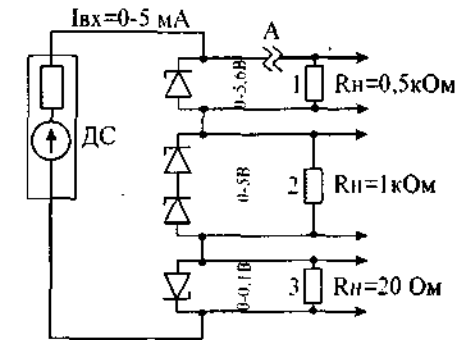 Iвх=0-5 мА
А
0-5,6В
1
Rн=0,5кОм
ДС
0-5В
2
Rн=1кОм
0-0,1В
3
Rн=20 Ом